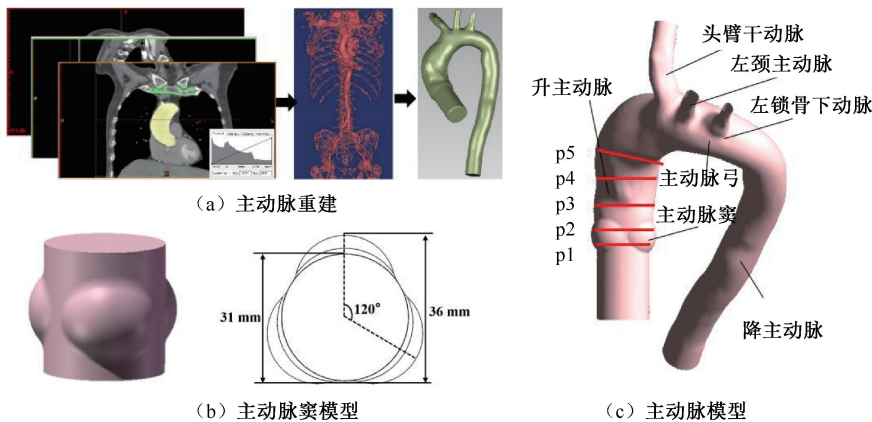 （a）主动脉重建
31 mm
120°
36 mm
（b）主动脉窦模型
头臂干动脉
左颈主动脉
升主动脉
左锁骨下动脉
p5
p4
主动脉弓
p3
主动脉窦
p2
p1
降主动脉
（c）主动脉模型